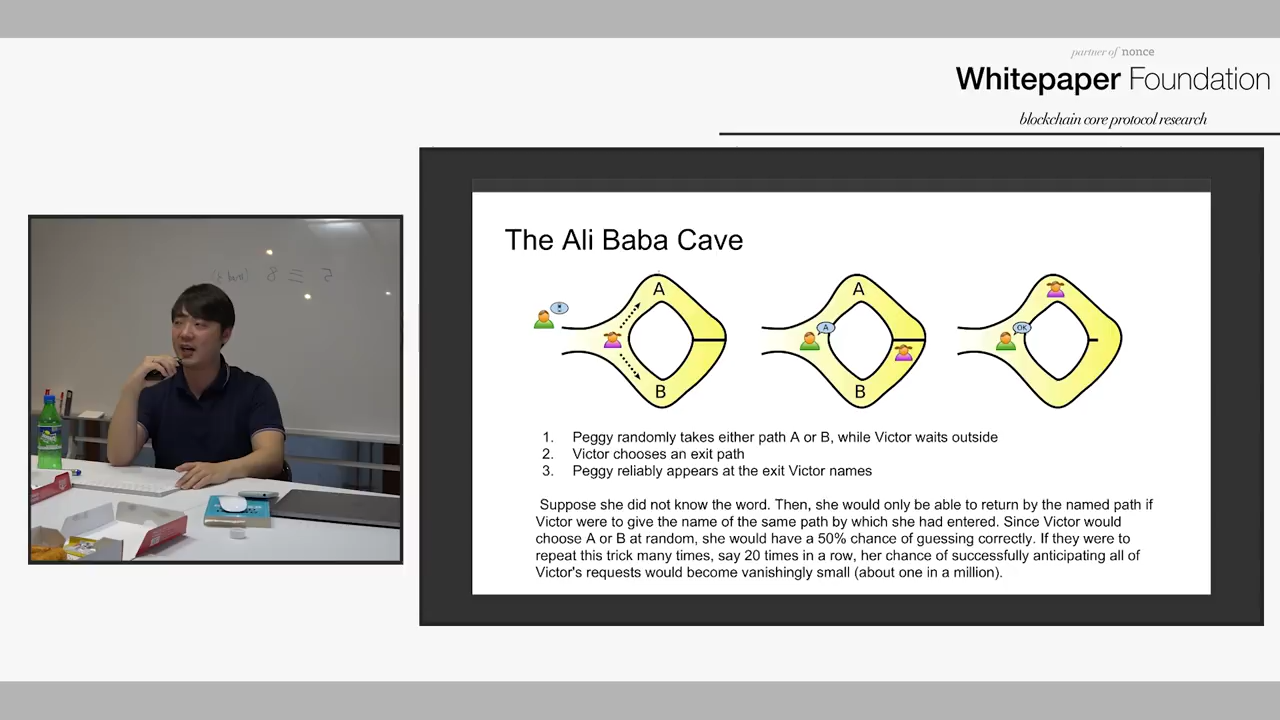 partner of nonce
Whitepaper Foundation
blockchain core protocol research
The Ali Baba Cave
A
B
A
A
B
OK
1. Peggy randomly takes either path A or B, while Victor waits outside
2. Victor chooses an exit path
3. Peggy reliably appears at the exit Victor names
Suppose she did not know the word. Then, she would only be able to return by the named path if
Victor were to give the name of the same path by which she had entered. Since Victor would
choose A or B at random, she would have a 50% chance of guessing correctly. If they were to
repeat this trick many times, say 20 times in a row, her chance of successfully anticipating all of
Victor's requests would become vanishingly small (about one in a million).